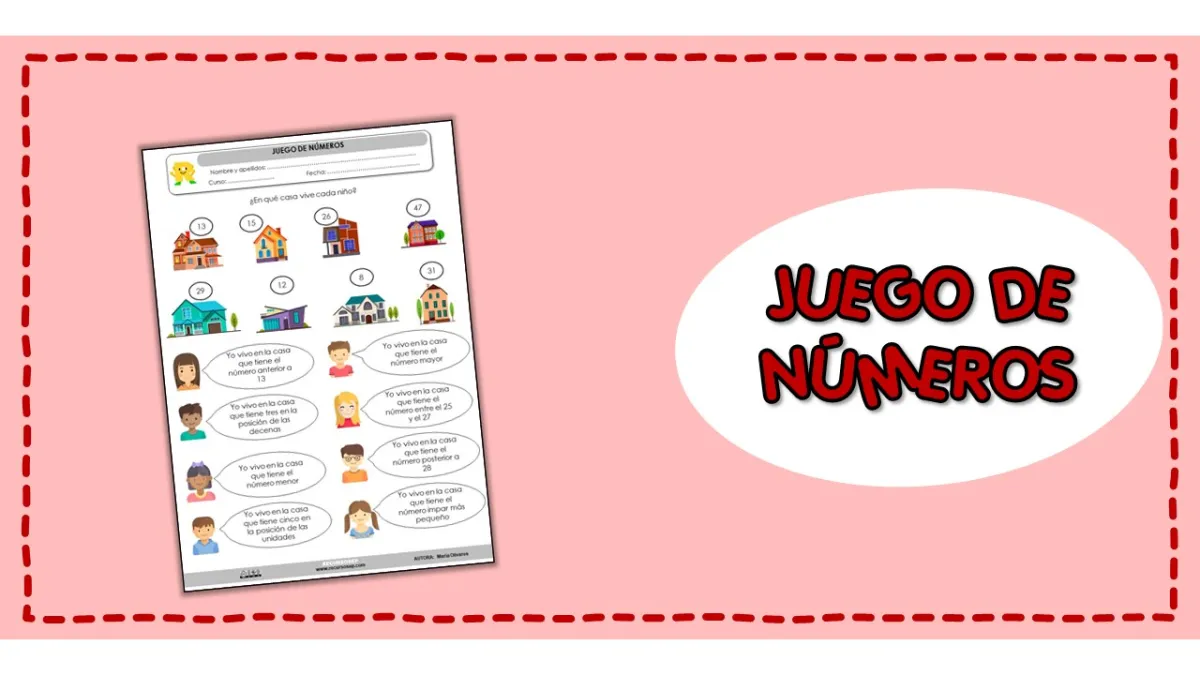 JUEGO DE NÚMEROS
Nombre y apellidos:
Curso: Fecha:
¿En qué casa vive cada niño?
13 15 26 47
29 12 8 31
Yo vivo en la casa
que tiene el
número anterior a
13
Yo vivo en la casa
que tiene el
número mayor
Yo vivo en la casa
que tiene tres en la
posición de las
decenas
Yo vivo en la casa
que tiene el
número entre el 25
y el 27
Yo vivo en la casa
que tiene el
número menor
Yo vivo en la casa
que tiene el
número posterior a
28
Yo vivo en la casa
que tiene cinco en
la posición de las
unidades
Yo vivo en la casa
que tiene el
número impar más
pequeño
www.recursosep.com
AUTORA: María Olivares
JUEGO DE
NÚMEROS